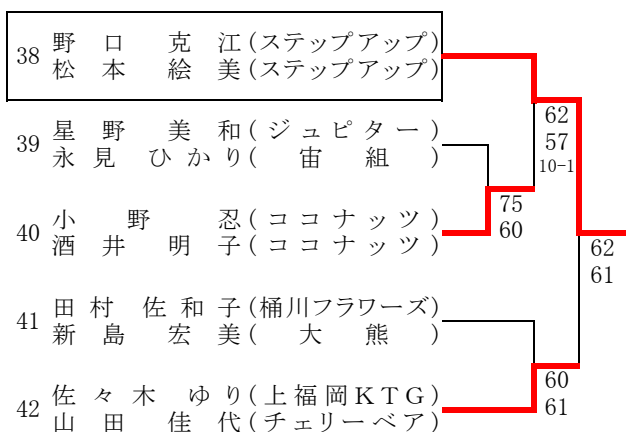 38 野口 克江(ステップアップ)
松本 絵美(ステップアップ)
39 星野 美和(ジュピター)
永見 ひかり(宙組)
40 小野 忍(ココナッツ)
酒井 明子(ココナッツ)
41 田村 佐和子(桶川フラワーズ)
新島 宏美(大熊)
42 佐々木 ゆり(上福岡KTG)
山田 佳代(チェリーベア)
62
57
10-1
75
60
62
61
60
61